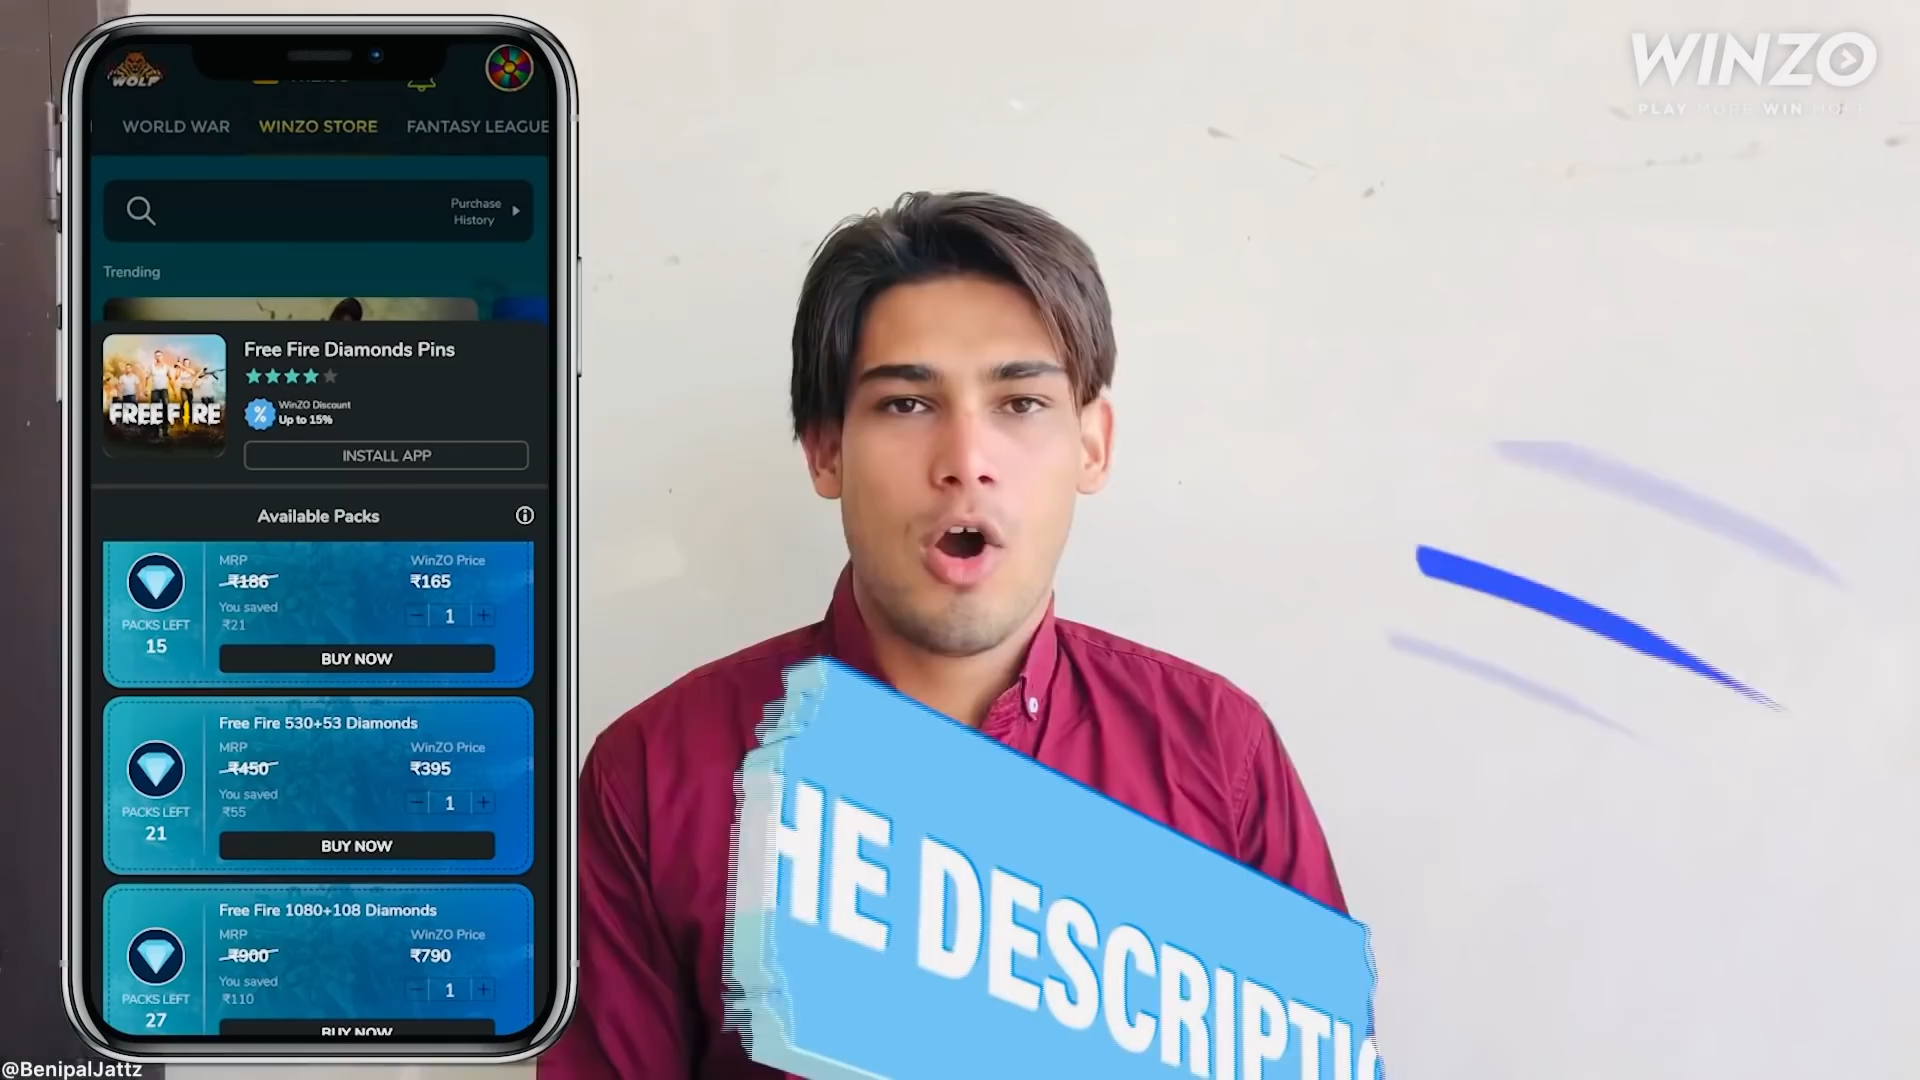 WOLF
WORLD WAR
WINZO STORE
FANTASY LEAGUE
Purchase
History
Trending
Free Fire Diamonds Pins
FREE FIRE
%
WinZO Discount
Up to 15%
INSTALL APP
Available Packs
MRP
WinZO Price
₹186
₹165
You saved
₹21
1
PACKS LEFT
15
BUY NOW
Free Fire 530+53 Diamonds
MRP
WinZO Price
₹450
₹395
You saved
₹55
1
PACKS LEFT
21
BUY NOW
Free Fire 1080+108 Diamonds
MRP
WinZO Price
₹900
₹790
You saved
₹110
1
PACKS LEFT
27
BUY NOW
@BenipalJattz
WINZO
PLAY MORE WIN MORE
HE DESCRIPTI